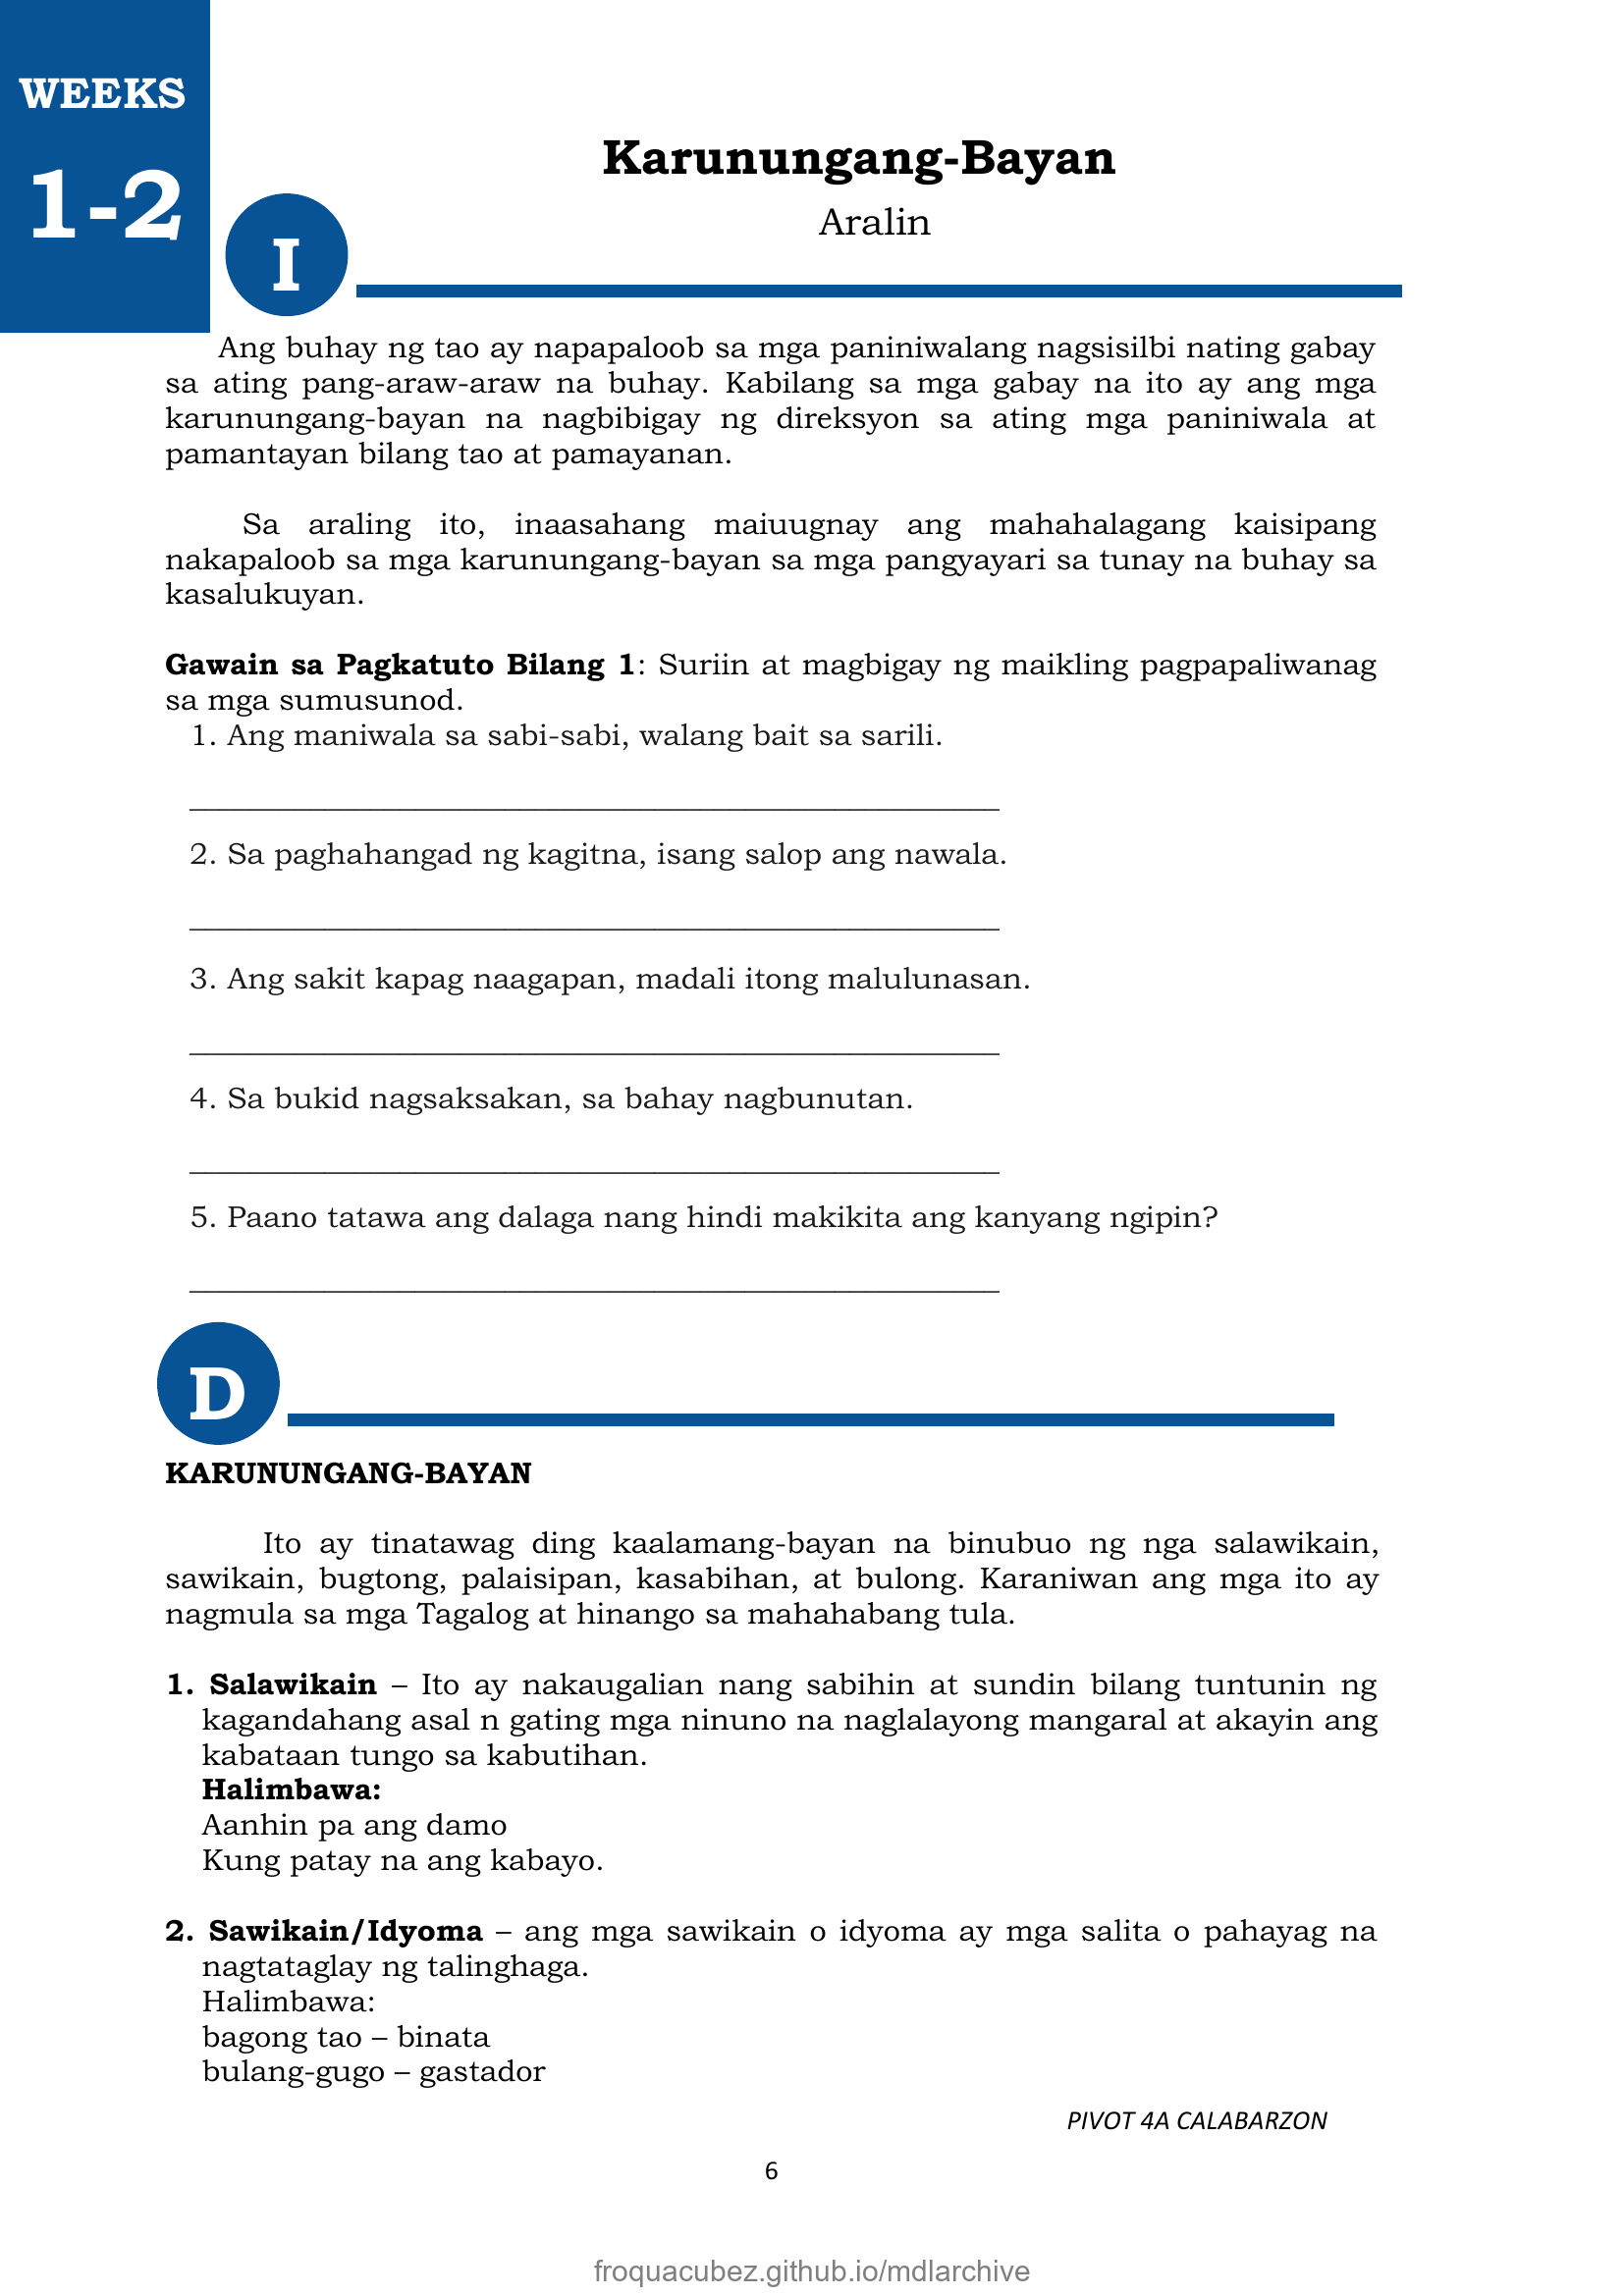 WEEKS
1-2
Karunungang-Bayan
Aralin
I
Ang buhay ng tao ay napapaloob sa mga paniniwalang nagsisilbi nating gabay
sa ating pang-araw-araw na buhay. Kabilang sa mga gabay na ito ay ang mga
karunungang-bayan na nagbibigay ng direksyon sa ating mga paniniwala at
pamantayan bilang tao at pamayanan.
Sa araling ito, inaasahang maiuugnay ang mahahalagang kaisipang
nakapaloob sa mga karunungang-bayan sa mga pangyayari sa tunay na buhay sa
kasalukuyan.
Gawain sa Pagkatuto Bilang 1: Suriin at magbigay ng maikling pagpapaliwanag
sa mga sumusunod.
1. Ang maniwala sa sabi-sabi, walang bait sa sarili.
2. Sa paghahangad ng kagitna, isang salop ang nawala.
3. Ang sakit kapag naagapan, madali itong malulunasan.
4. Sa bukid nagsaksakan, sa bahay nagbunutan.
5. Paano tatawa ang dalaga nang hindi makikita ang kanyang ngipin?
D
KARUNUNGANG-BAYAN
Ito ay tinatawag ding kaalamang-bayan na binubuo ng nga salawikain,
sawikain, bugtong, palaisipan, kasabihan, at bulong. Karaniwan ang mga ito ay
nagmula sa mga Tagalog at hinango sa mahahabang tula.
1. Salawikain – Ito ay nakaugalian nang sabihin at sundin bilang tuntunin ng
kagandahang asal n gating mga ninuno na naglalayong mangaral at akayin ang
kabataan tungo sa kabutihan.
Halimbawa:
Aanhin pa ang damo
Kung patay na ang kabayo.
2. Sawikain/Idyoma – ang mga sawikain o idyoma ay mga salita o pahayag na
nagtataglay ng talinghaga.
Halimbawa:
bagong tao – binata
bulang-gugo – gastador
PIVOT 4A CALABARZON
6
froquacubez.github.io/mdlarchive